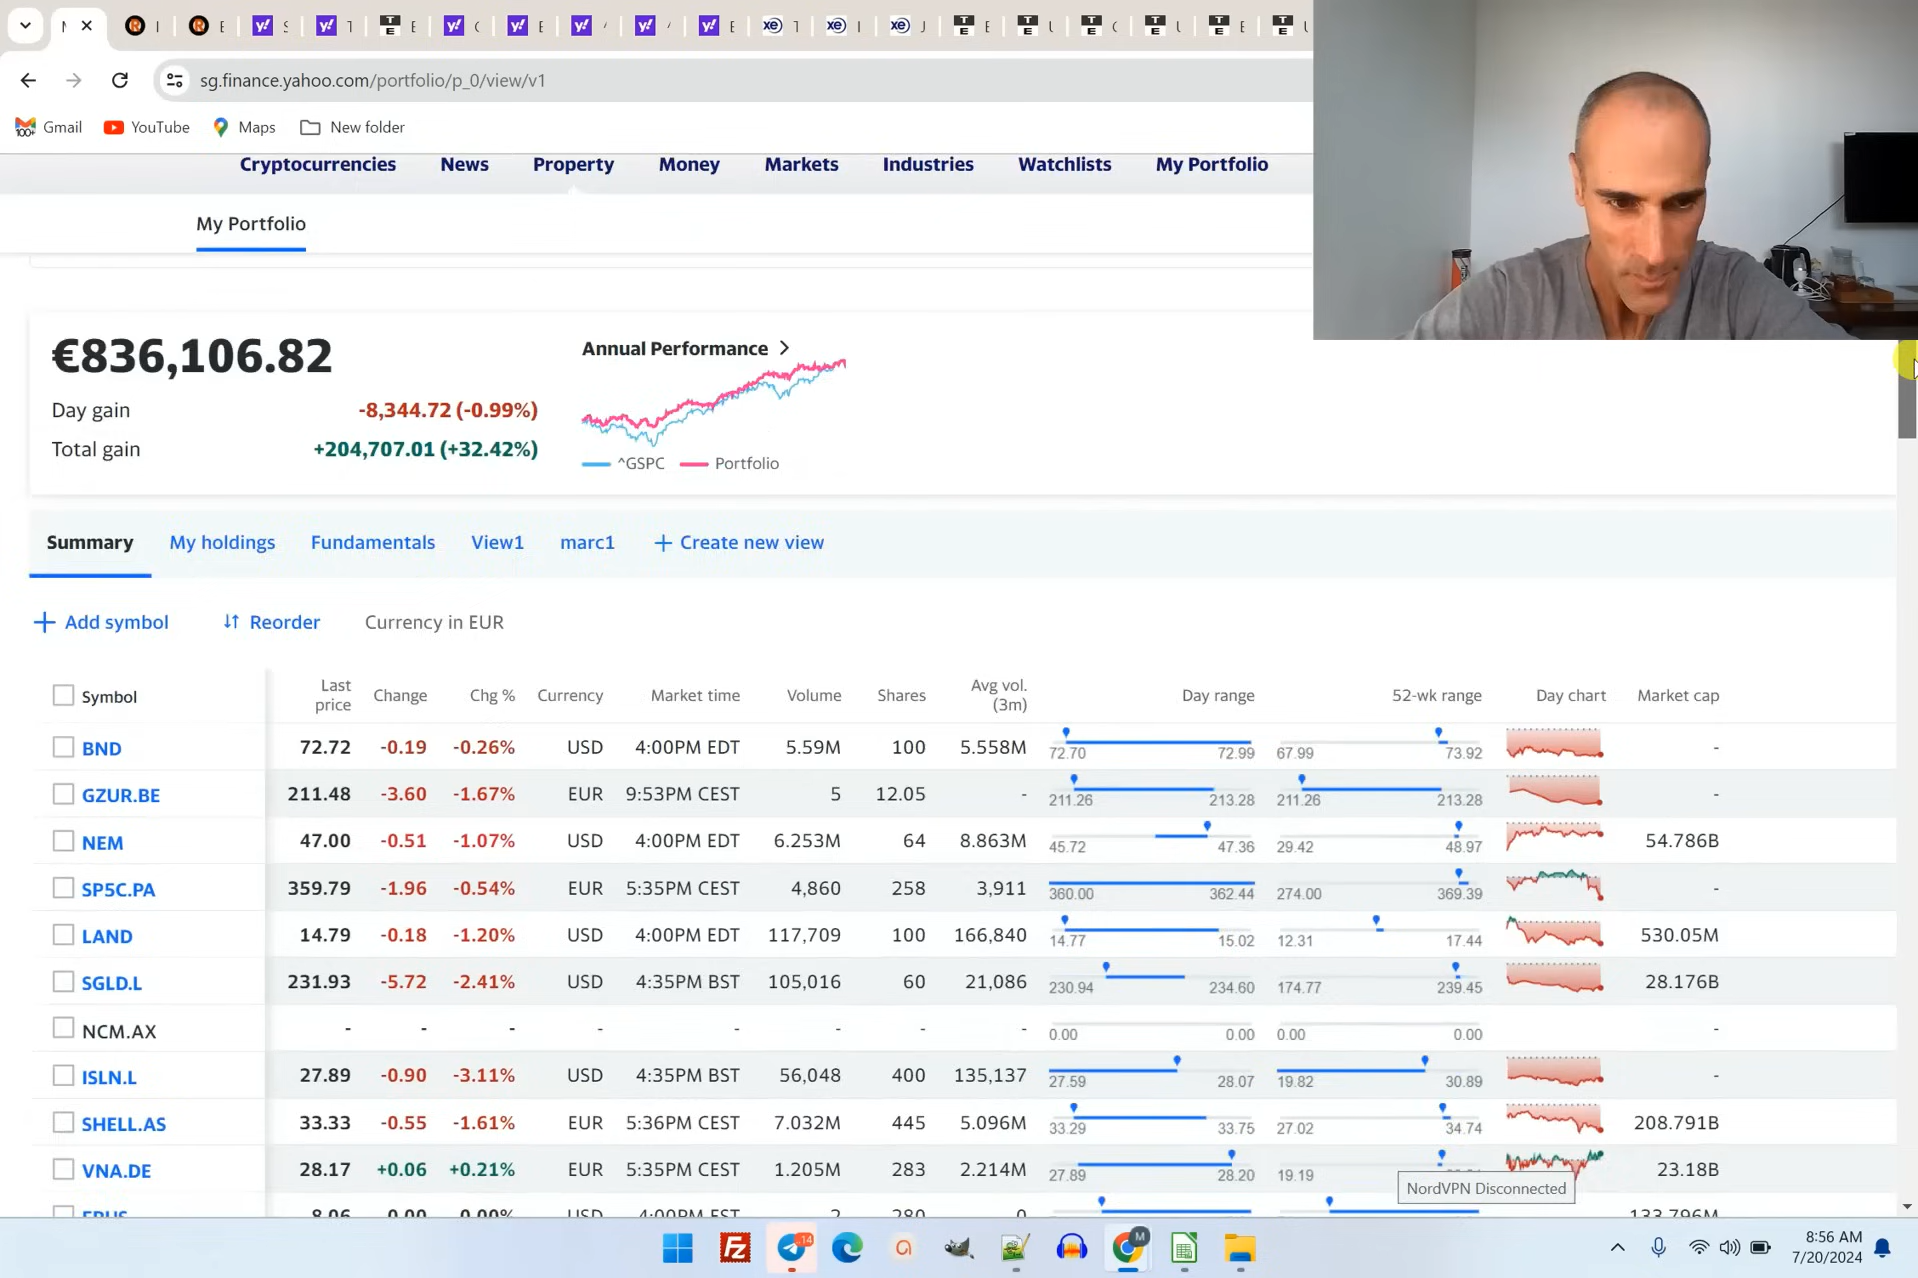 sg.finance.yahoo.com/portfolio/p_0/view/v1
Gmail YouTube Maps New folder
Cryptocurrencies News Property Money Markets Industries Watchlists My Portfolio
My Portfolio
€836,106.82
Day gain -8,344.72 (-0.99%)
Total gain +204,707.01 (+32.42%)
Annual Performance
^GSPC Portfolio
Summary My holdings Fundamentals View1 marc1 + Create new view
+ Add symbol Reorder Currency in EUR
Symbol Last price Change Chg % Currency Market time Volume Shares Avg vol. (3m) Day range 52-wk range Day chart Market cap
BND 72.72 -0.19 -0.26% USD 4:00PM EDT 5.59M 100 5.558M 72.70 72.99 67.99 73.92 -
GZUR.BE 211.48 -3.60 -1.67% EUR 9:53PM CEST 5 12.05 - 211.26 213.28 211.26 213.28 -
NEM 47.00 -0.51 -1.07% USD 4:00PM EDT 6.253M 64 8.863M 45.72 47.36 29.42 48.97 54.786B
SP5C.PA 359.79 -1.96 -0.54% EUR 5:35PM CEST 4,860 258 3,911 360.00 362.44 274.00 369.39 -
LAND 14.79 -0.18 -1.20% USD 4:00PM EDT 117,709 100 166,840 14.77 15.02 12.31 17.44 530.05M
SGLD.L 231.93 -5.72 -2.41% USD 4:35PM BST 105,016 60 21,086 230.94 234.60 174.77 239.45 28.176B
NCM.AX - - - - - - - - 0.00 0.00 0.00 0.00 -
ISLN.L 27.89 -0.90 -3.11% USD 4:35PM BST 56,048 400 135,137 27.59 28.07 19.82 30.89 -
SHELL.AS 33.33 -0.55 -1.61% EUR 5:36PM CEST 7.032M 445 5.096M 33.29 33.75 27.02 34.74 208.791B
VNA.DE 28.17 +0.06 +0.21% EUR 5:35PM CEST 1.205M 283 2.214M 27.89 28.20 19.19 23.18B
NordVPN Disconnected
8.06 0.00 0.00% USD 4:00PM EST 2 280 0 133.796M
8:56 AM
7/20/2024